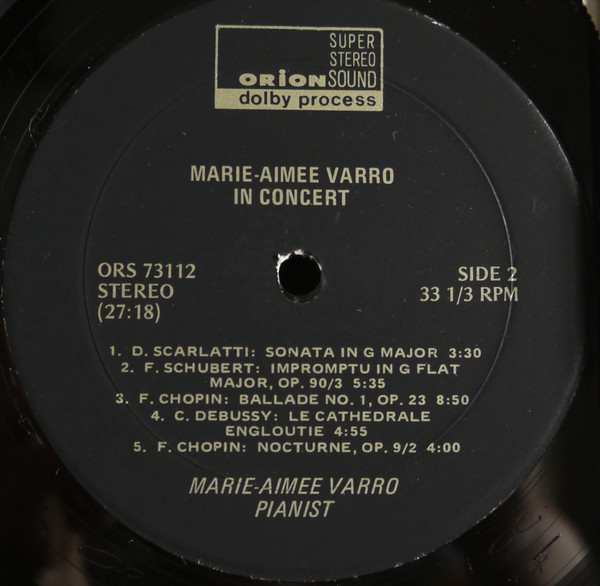 SUPER
STEREO
ORION SOUND
dolby process
MARIE-AIMEE VARRO
IN CONCERT
ORS 73112
STEREO
(27:18)
SIDE 2
33 1/3 RPM
1. D. SCARLATTI: SONATA IN G MAJOR 3:30
2. F. SCHUBERT: IMPROMPTU IN G FLAT
MAJOR, OP. 90/3 5:35
3. F. CHOPIN: BALLADE NO. 1, OP. 23 8:50
4. C. DEBUSSY: LE CATHEDRALE
ENGLOUTIE 4:55
5. F. CHOPIN: NOCTURNE, OP. 9/2 4:00
MARIE-AIMEE VARRO
PIANIST